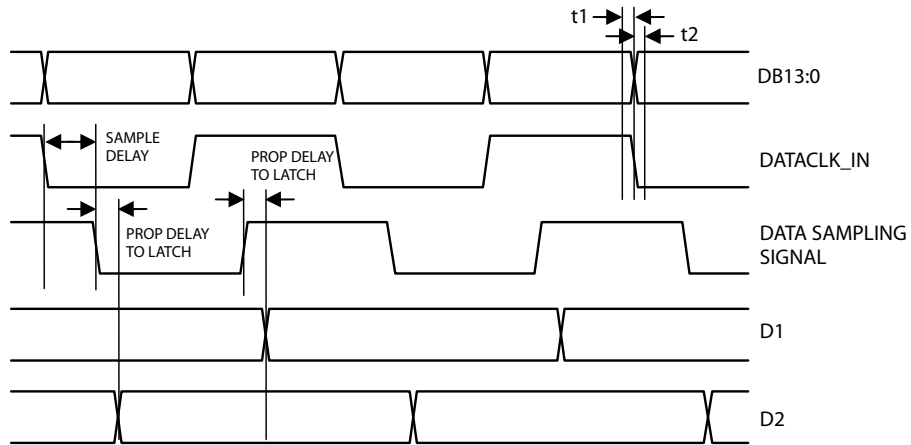 t1
t2
DB13:0
SAMPLE
DELAY
PROP DELAY
TO LATCH
DATACLK_IN
PROP DELAY
TO LATCH
DATA SAMPLING
SIGNAL
D1
D2